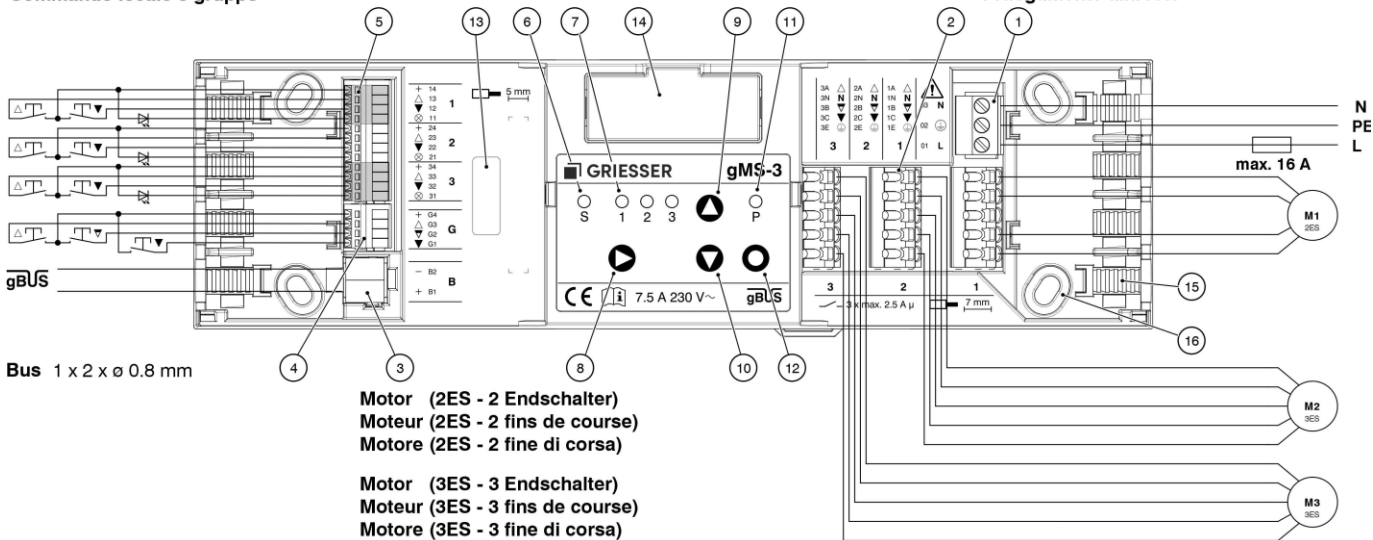 5
13
6
7
14
9
11
2
1
+ 14
△ 13
▼ 12
⊗ 11
1
+ 24
△ 23
▼ 22
⊗ 21
2
+ 34
△ 33
▼ 32
⊗ 31
3
+ G4
△ G3
G2
▼ G1
G
− B2
+ B1
B
5 mm
GRIESSER gMS-3
S 1 2 3 P
CE i 7.5 A 230 V~ gBUS
3A 2A 1A
3N N 2N N 1N N
3B 2B 1B
3C 2C 1C
3E 2E 1E
3 2 1
N
02
01 L
N
PE
L
max. 16 A
M1
2ES
3 2 1
3 x max. 2.5 A µ 7 mm
15
16
gBUS
Bus 1 x 2 x ø 0.8 mm
4
3
8
10
12
Motor (2ES - 2 Endschalter)
Moteur (2ES - 2 fins de course)
Motore (2ES - 2 fine di corsa)
Motor (3ES - 3 Endschalter)
Moteur (3ES - 3 fins de course)
Motore (3ES - 3 fine di corsa)
M2
3ES
M3
3ES